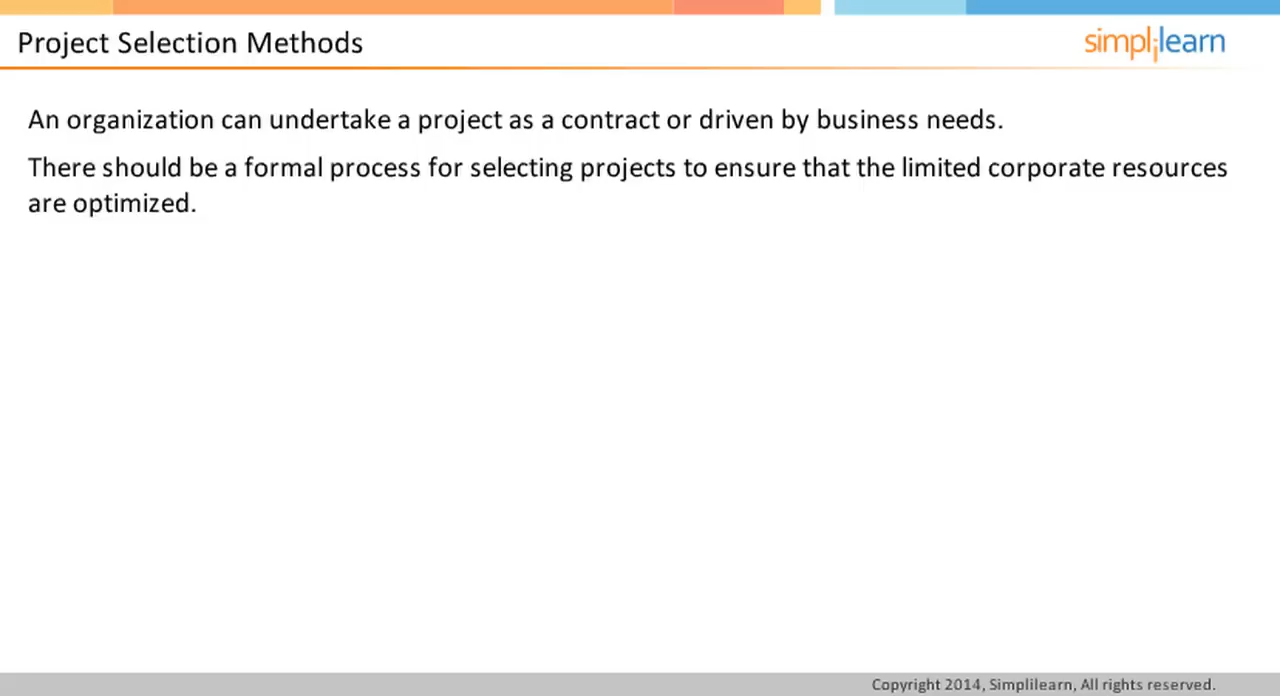 Project Selection Methods
simplilearn
An organization can undertake a project as a contract or driven by business needs.
There should be a formal process for selecting projects to ensure that the limited corporate resources
are optimized.
Copyright 2014, Simplilearn, All rights reserved.